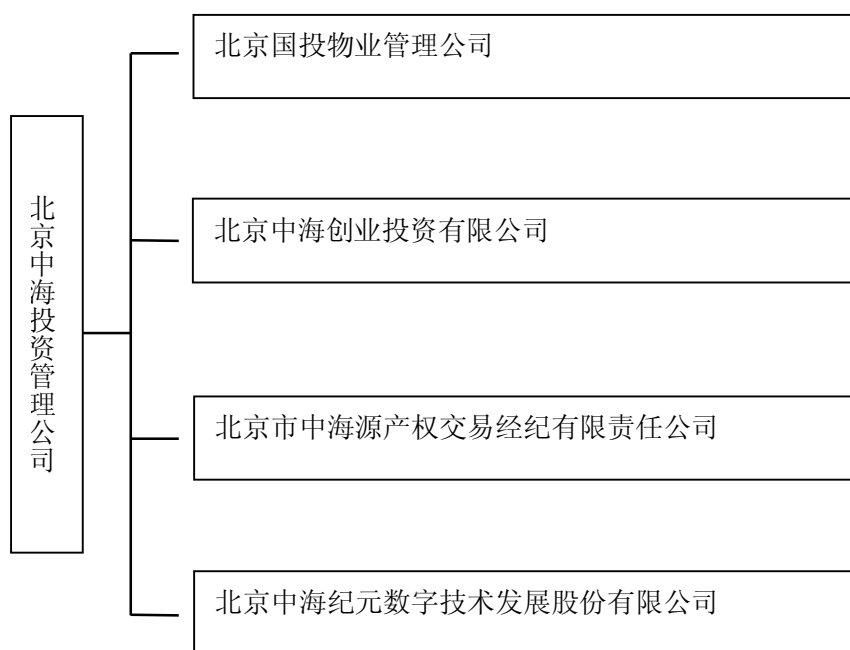 北京国投物业管理公司
北京中海投资管理公司
北京中海创业投资有限公司
北京市中海源产权交易经纪有限责任公司
北京中海纪元数字技术发展股份有限公司